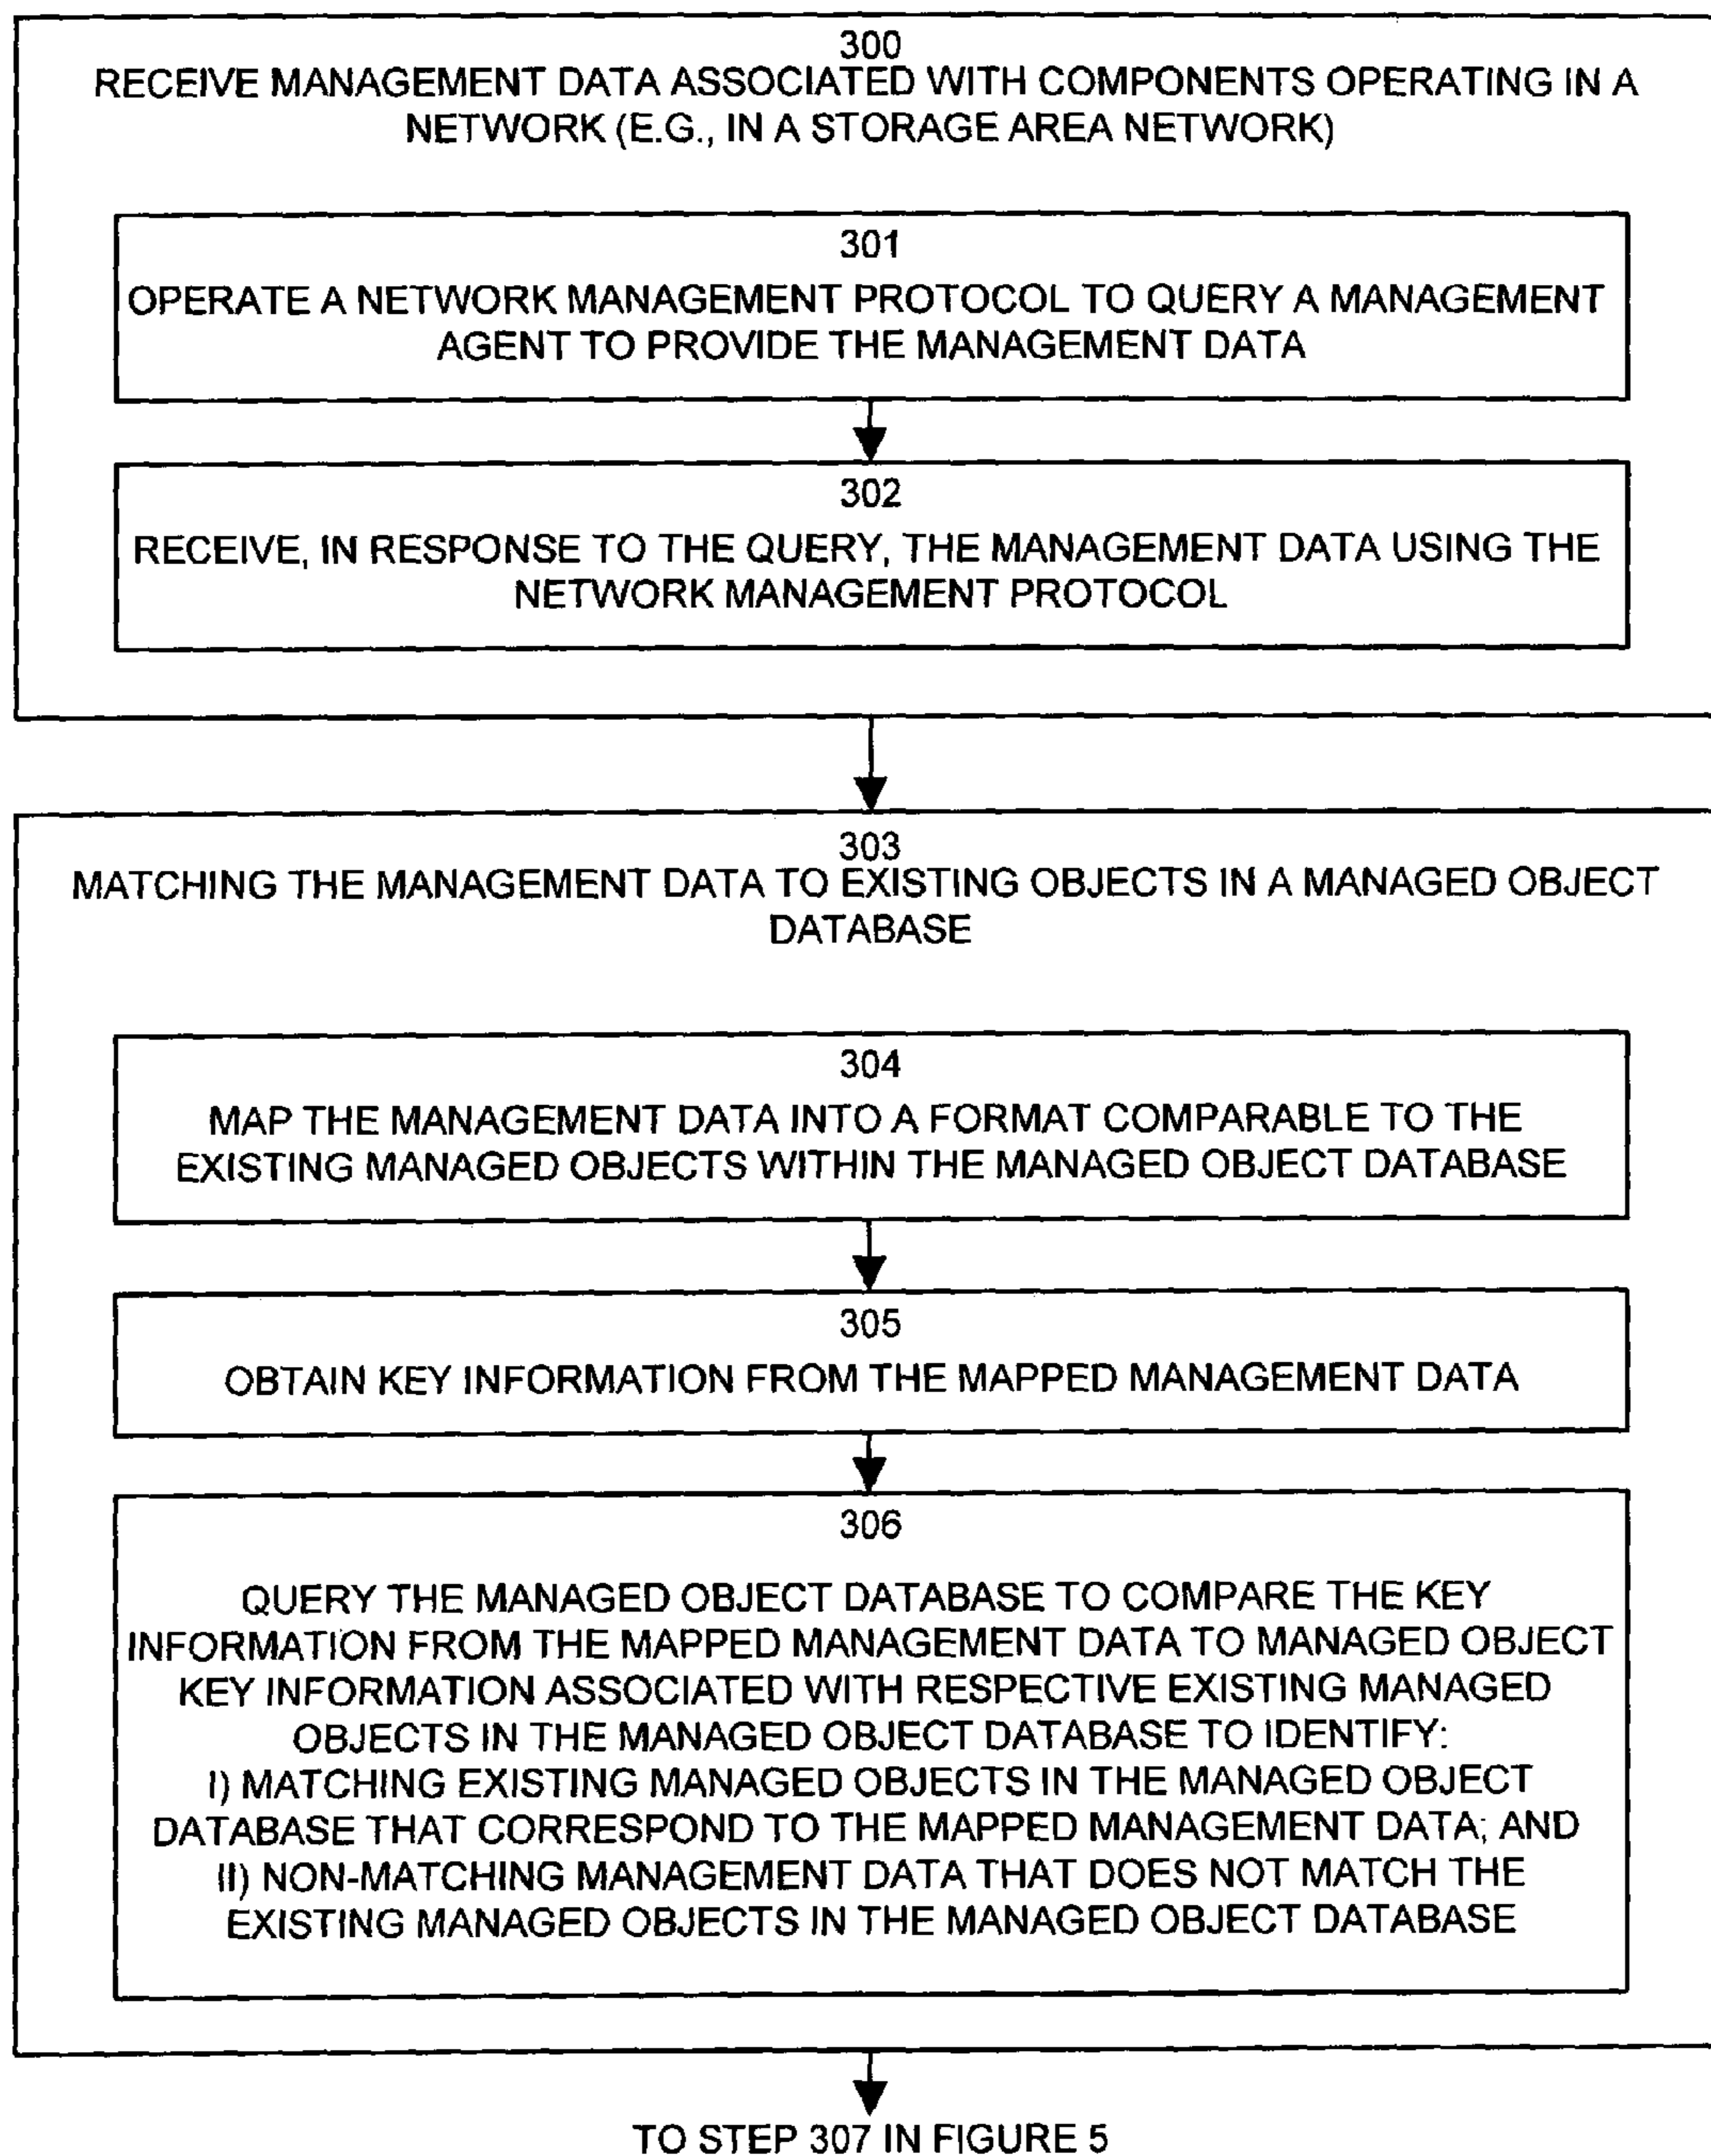 300
RECEIVE MANAGEMENT DATA ASSOCIATED WITH COMPONENTS OPERATING IN A
NETWORK (E.G., IN A STORAGE AREA NETWORK)
301
OPERATE A NETWORK MANAGEMENT PROTOCOL TO QUERY A MANAGEMENT
AGENT TO PROVIDE THE MANAGEMENT DATA
302
RECEIVE, IN RESPONSE TO THE QUERY, THE MANAGEMENT DATA USING THE
NETWORK MANAGEMENT PROTOCOL
303
MATCHING THE MANAGEMENT DATA TO EXISTING OBJECTS IN A MANAGED OBJECT
DATABASE
304
MAP THE MANAGEMENT DATA INTO A FORMAT COMPARABLE TO THE
EXISTING MANAGED OBJECTS WITHIN THE MANAGED OBJECT DATABASE
305
OBTAIN KEY INFORMATION FROM THE MAPPED MANAGEMENT DATA
306
QUERY THE MANAGED OBJECT DATABASE TO COMPARE THE KEY
INFORMATION FROM THE MAPPED MANAGEMENT DATA TO MANAGED OBJECT
KEY INFORMATION ASSOCIATED WITH RESPECTIVE EXISTING MANAGED
OBJECTS IN THE MANAGED OBJECT DATABASE TO IDENTIFY:
I) MATCHING EXISTING MANAGED OBJECTS IN THE MANAGED OBJECT
DATABASE THAT CORRESPOND TO THE MAPPED MANAGEMENT DATA; AND
II) NON-MATCHING MANAGEMENT DATA THAT DOES NOT MATCH THE
EXISTING MANAGED OBJECTS IN THE MANAGED OBJECT DATABASE
TO STEP 307 IN FIGURE 5